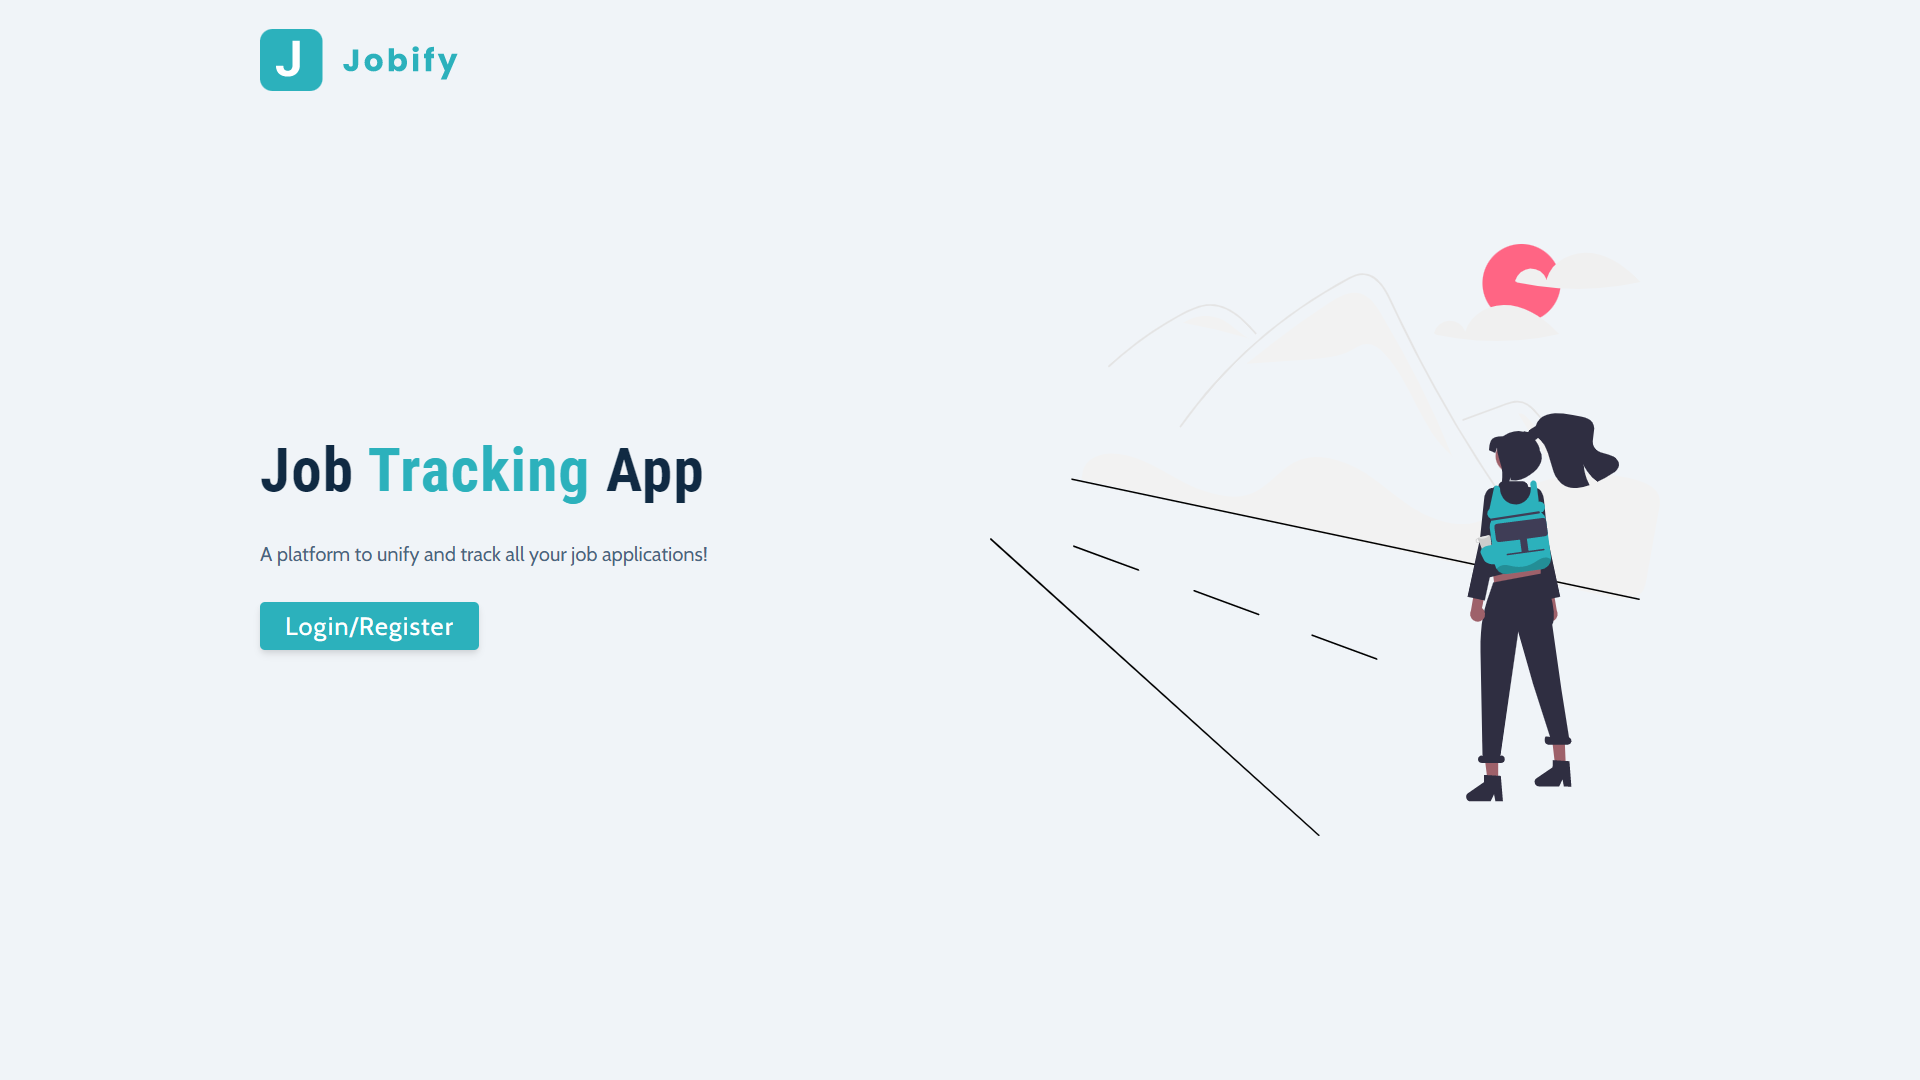 J Jobify
Job Tracking App
A platform to unify and track all your job applications!
Login/Register